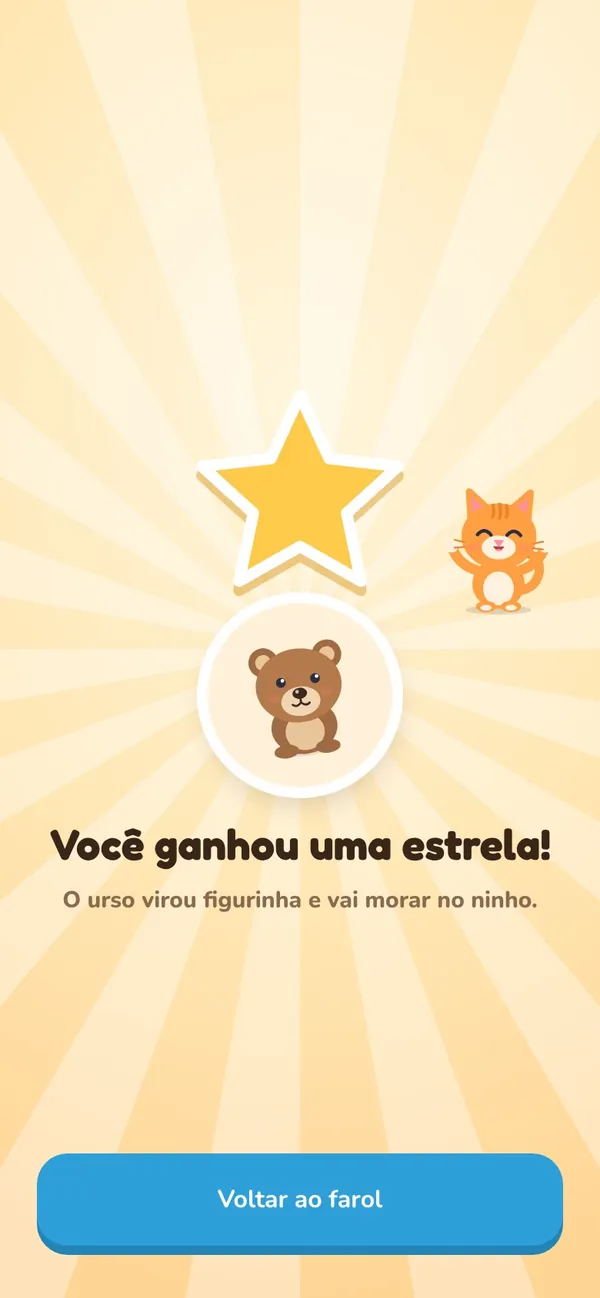 Você ganhou uma estrela!
O urso virou figurinha e vai morar no ninho.
Voltar ao farol